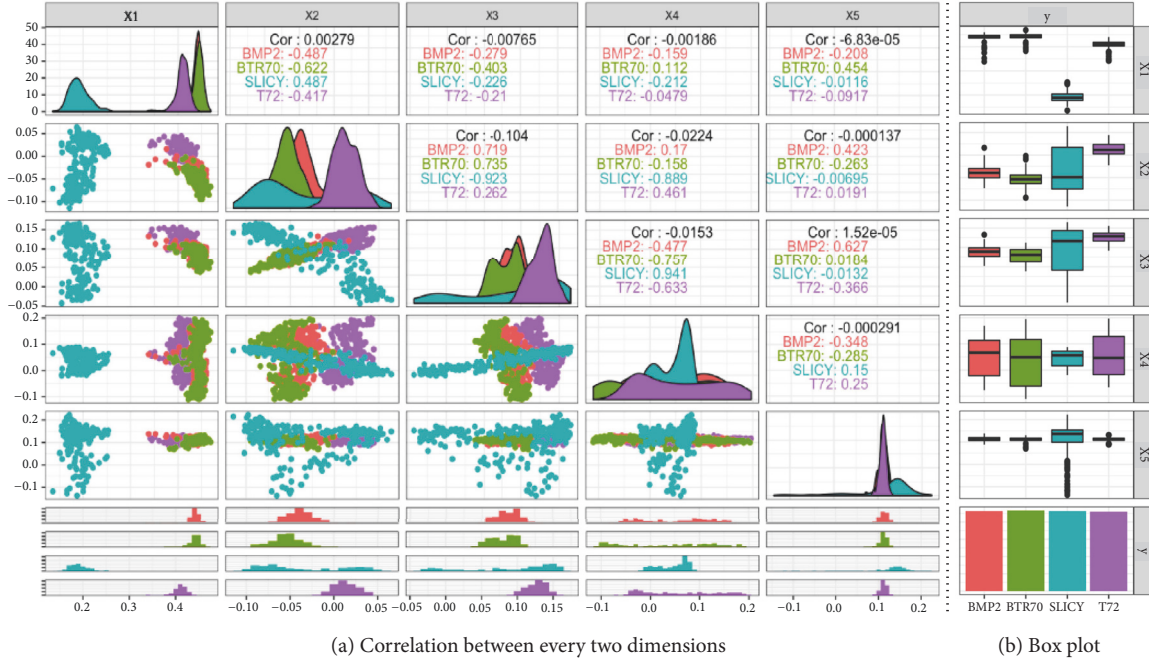 X1 X2 X3 X4 X5 y
50
40
30
20
10
0
Cor : 0.00279
BMP2: -0.487
BTR70: -0.622
SLICY: 0.487
T72: -0.417
Cor : -0.00765
BMP2: -0.279
BTR70: -0.403
SLICY: -0.226
T72: -0.21
Cor : -0.00186
BMP2: -0.159
BTR70: 0.112
SLICY: -0.212
T72: -0.0479
Cor : -6.83e-05
BMP2: -0.208
BTR70: 0.454
SLICY: -0.0116
T72: -0.0917
X1
0.05
0.00
−0.05
−0.10
Cor : -0.104
BMP2: 0.719
BTR70: 0.735
SLICY: -0.923
T72: 0.262
Cor : -0.0224
BMP2: 0.17
BTR70: -0.158
SLICY: -0.889
T72: 0.461
Cor : -0.000137
BMP2: 0.423
BTR70: -0.263
SLICY: -0.00695
T72: 0.0191
X2
0.15
0.10
0.05
0.00
−0.05
Cor : -0.0153
BMP2: -0.477
BTR70: -0.757
SLICY: 0.941
T72: -0.633
Cor : 1.52e-05
BMP2: 0.627
BTR70: 0.0164
SLICY: -0.0132
T72: -0.366
X3
0.2
0.1
0.0
−0.1
Cor : -0.000291
BMP2: -0.348
BTR70: -0.285
SLICY: 0.15
T72: 0.25
X4
0.2
0.1
0.0
−0.1
X5
y
0.2 0.3 0.4 −0.10 −0.05 0.00 0.05 −0.05 0.00 0.05 0.10 0.15 −0.1 0.0 0.1 0.2 −0.1 0.0 0.1 0.2 BMP2 BTR70 SLICY T72
(a) Correlation between every two dimensions
(b) Box plot